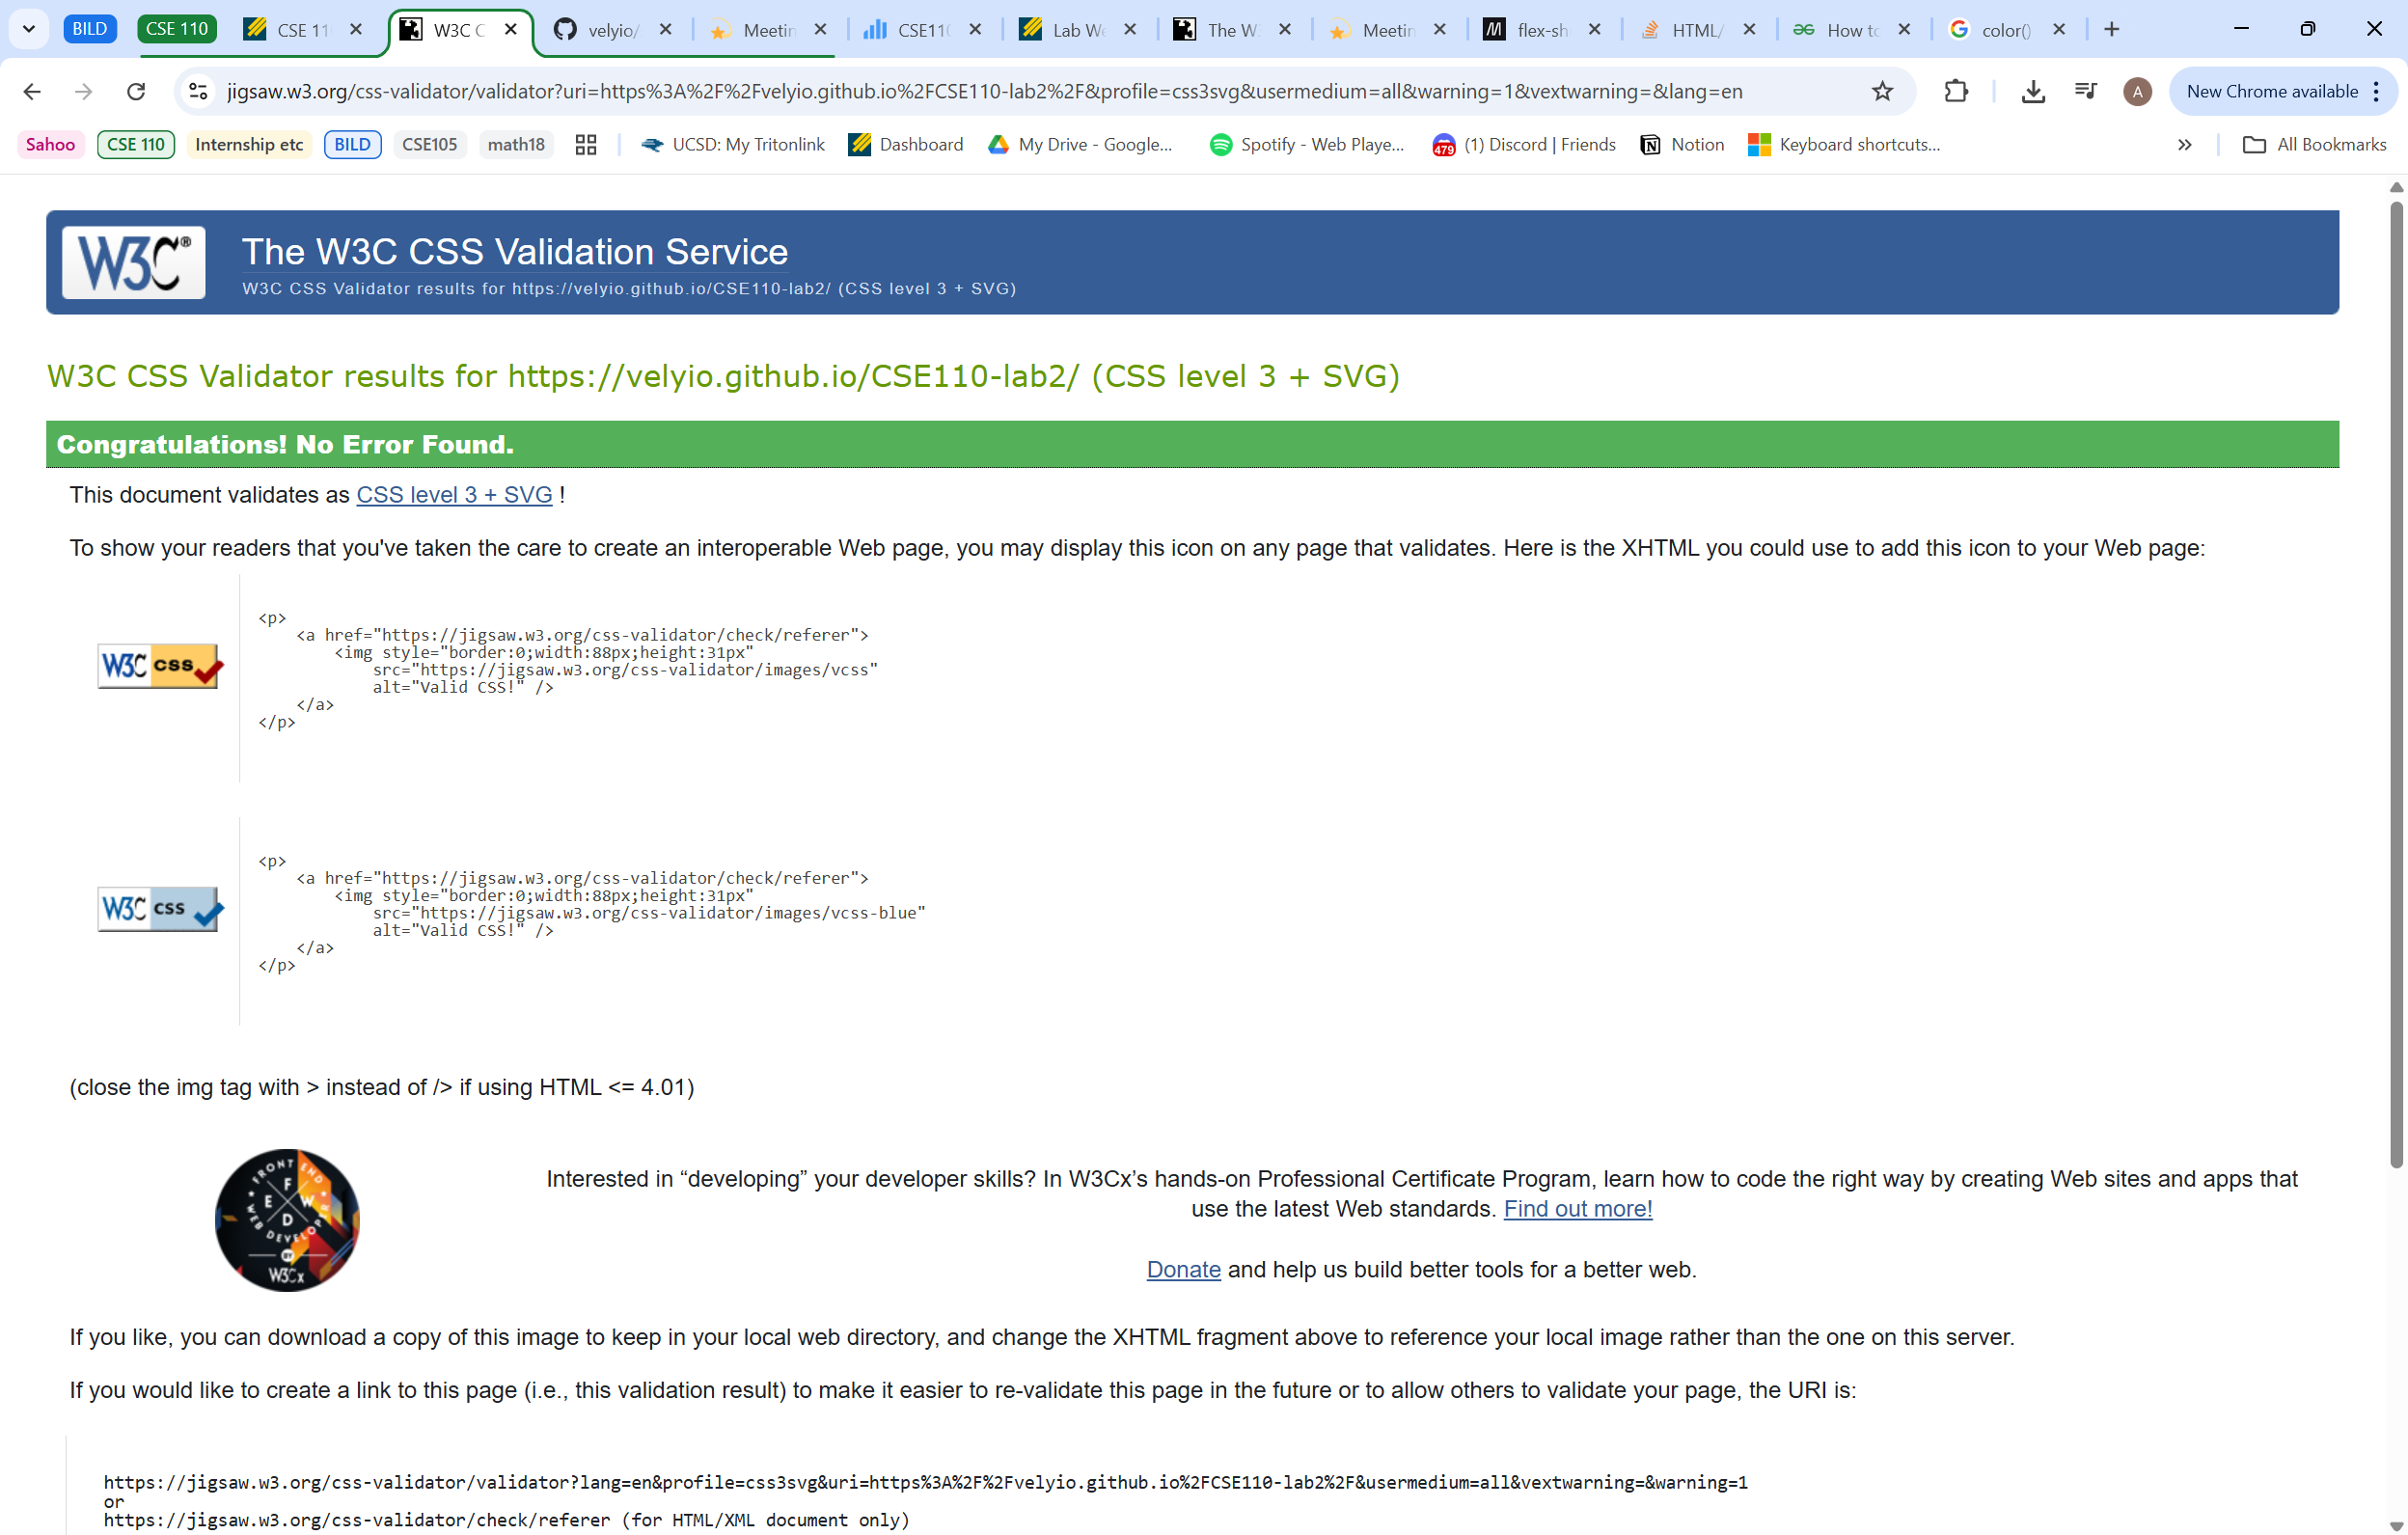 BILD CSE 110 CSE 11 W3C C velyio/ Meetin CSE11 Lab We The W Meetin flex-sh HTML/ How to color()
jigsaw.w3.org/css-validator/validator?uri=https%3A%2F%2Fvelyio.github.io%2FCSE110-lab2%2F&profile=css3svg&usermedium=all&warning=1&vextwarning=&lang=en A New Chrome available
Sahoo CSE 110 Internship etc BILD CSE105 math18 UCSD: My Tritonlink Dashboard My Drive - Google... Spotify - Web Playe... 479 (1) Discord | Friends Notion Keyboard shortcuts... » All Bookmarks
W3C® The W3C CSS Validation Service
W3C CSS Validator results for https://velyio.github.io/CSE110-lab2/ (CSS level 3 + SVG)
W3C CSS Validator results for https://velyio.github.io/CSE110-lab2/ (CSS level 3 + SVG)
Congratulations! No Error Found.
This document validates as CSS level 3 + SVG !
To show your readers that you've taken the care to create an interoperable Web page, you may display this icon on any page that validates. Here is the XHTML you could use to add this icon to your Web page:
W3C css
<p>
<a href="https://jigsaw.w3.org/css-validator/check/referer">
<img style="border:0;width:88px;height:31px"
src="https://jigsaw.w3.org/css-validator/images/vcss"
alt="Valid CSS!" />
</a>
</p>
W3C css
<p>
<a href="https://jigsaw.w3.org/css-validator/check/referer">
<img style="border:0;width:88px;height:31px"
src="https://jigsaw.w3.org/css-validator/images/vcss-blue"
alt="Valid CSS!" />
</a>
</p>
(close the img tag with > instead of /> if using HTML <= 4.01)
FRONT END WEB DEVELOPER
F E W D
BY
W3Cx
Interested in “developing” your developer skills? In W3Cx’s hands-on Professional Certificate Program, learn how to code the right way by creating Web sites and apps that
use the latest Web standards. Find out more!
Donate and help us build better tools for a better web.
If you like, you can download a copy of this image to keep in your local web directory, and change the XHTML fragment above to reference your local image rather than the one on this server.
If you would like to create a link to this page (i.e., this validation result) to make it easier to re-validate this page in the future or to allow others to validate your page, the URI is:
https://jigsaw.w3.org/css-validator/validator?lang=en&profile=css3svg&uri=https%3A%2F%2Fvelyio.github.io%2FCSE110-lab2%2F&usermedium=all&vextwarning=&warning=1
or
https://jigsaw.w3.org/css-validator/check/referer (for HTML/XML document only)